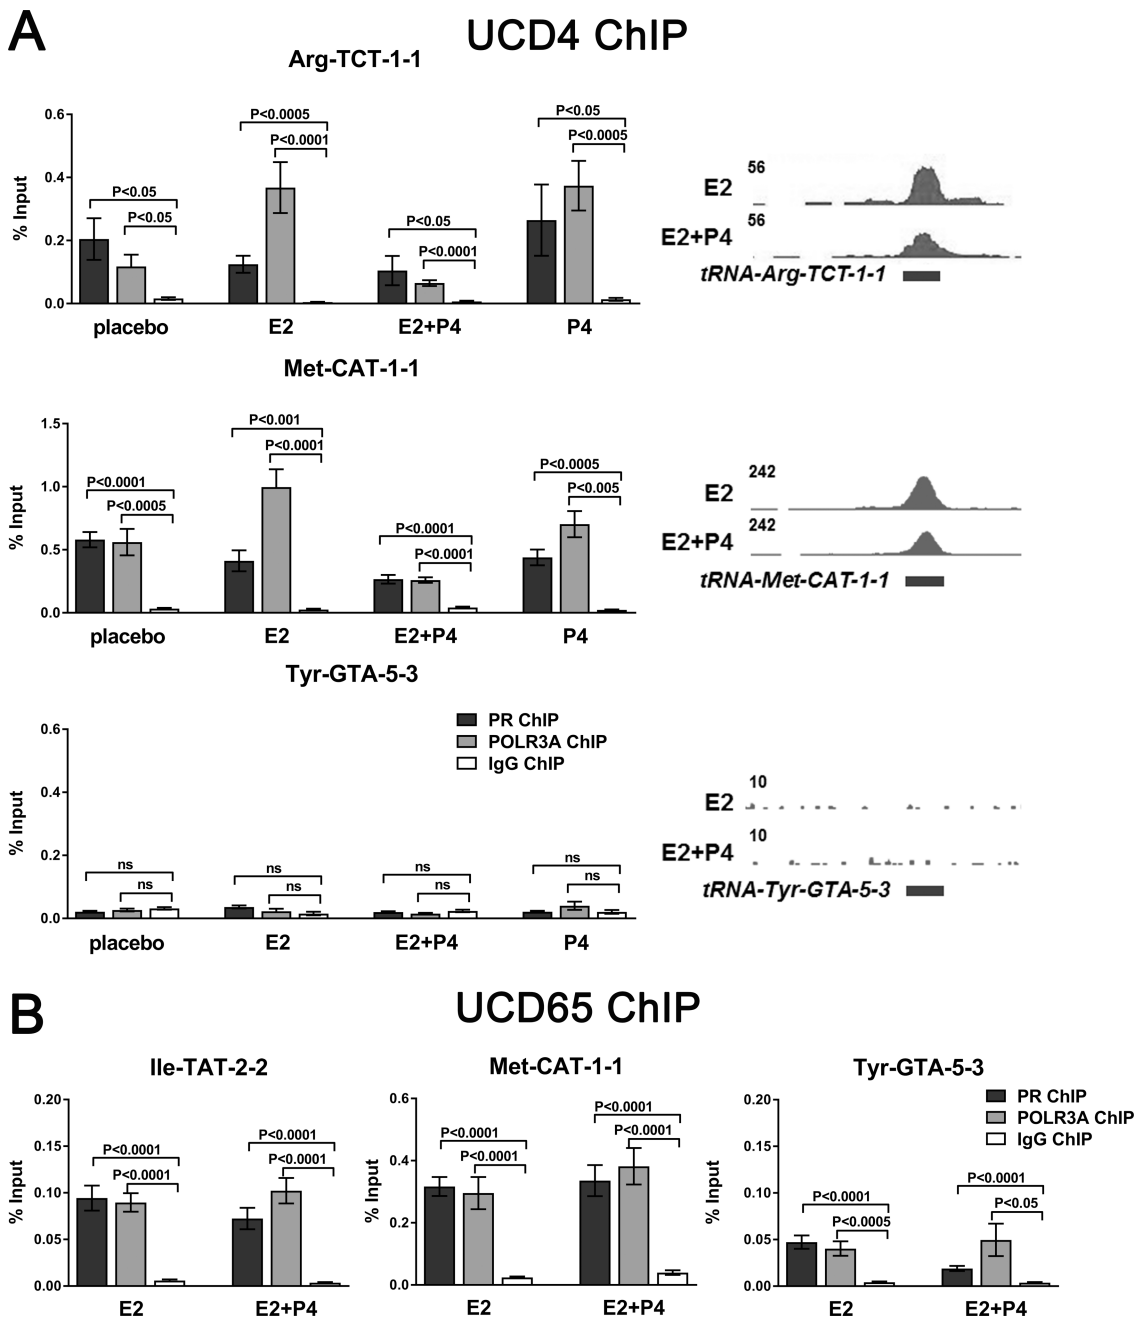 A
UCD4 ChIP
Arg-TCT-1-1
% Input
0.6
0.4
0.2
0.0
P<0.05
P<0.05
P<0.0005
P<0.0001
P<0.05
P<0.0001
P<0.05
P<0.0005
placebo
E2
E2+P4
P4
56
E2
56
E2+P4
tRNA-Arg-TCT-1-1
Met-CAT-1-1
% Input
1.5
1.0
0.5
0.0
P<0.0001
P<0.0005
P<0.001
P<0.0001
P<0.0001
P<0.0001
P<0.0005
P<0.005
placebo
E2
E2+P4
P4
242
E2
242
E2+P4
tRNA-Met-CAT-1-1
Tyr-GTA-5-3
PR ChIP
POLR3A ChIP
IgG ChIP
% Input
0.6
0.4
0.2
0.0
ns
ns
ns
ns
ns
ns
ns
ns
placebo
E2
E2+P4
P4
10
E2
10
E2+P4
tRNA-Tyr-GTA-5-3
B
UCD65 ChIP
Ile-TAT-2-2
% Input
0.20
0.15
0.10
0.05
0.00
P<0.0001
P<0.0001
P<0.0001
P<0.0001
E2
E2+P4
Met-CAT-1-1
% Input
0.6
0.4
0.2
0.0
P<0.0001
P<0.0001
P<0.0001
P<0.0001
E2
E2+P4
Tyr-GTA-5-3
PR ChIP
POLR3A ChIP
IgG ChIP
% Input
0.20
0.15
0.10
0.05
0.00
P<0.0001
P<0.0005
P<0.0001
P<0.05
E2
E2+P4